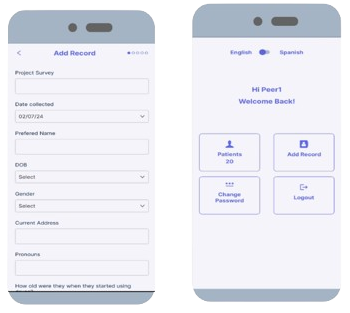 Add Record
Project Survey
Date collected
02/07/24
Prefered Name
DOB
Select
Gender
Select
Current Address
Pronouns
How old were they when they started using
English
Spanish
Hi Peer1
Welcome Back!
Patients
20
Add Record
Change
Password
Logout